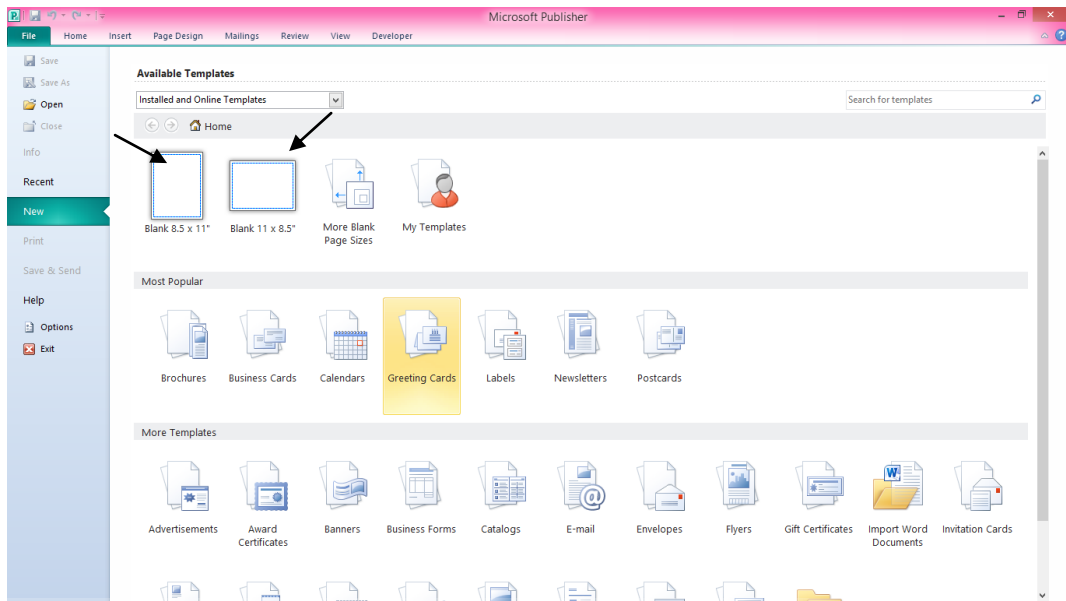 Microsoft Publisher
File Home Insert Page Design Mailings Review View Developer
Save
Save As
Open
Close
Info
Recent
New
Print
Save & Send
Help
Options
Exit
Available Templates
Installed and Online Templates
Search for templates
Home
Blank 8.5 x 11"
Blank 11 x 8.5"
More Blank
Page Sizes
My Templates
Most Popular
Brochures
Business Cards
Calendars
Greeting Cards
Labels
Newsletters
Postcards
More Templates
Advertisements
Award
Certificates
Banners
Business Forms
Catalogs
E-mail
Envelopes
Flyers
Gift Certificates
Import Word
Documents
Invitation Cards